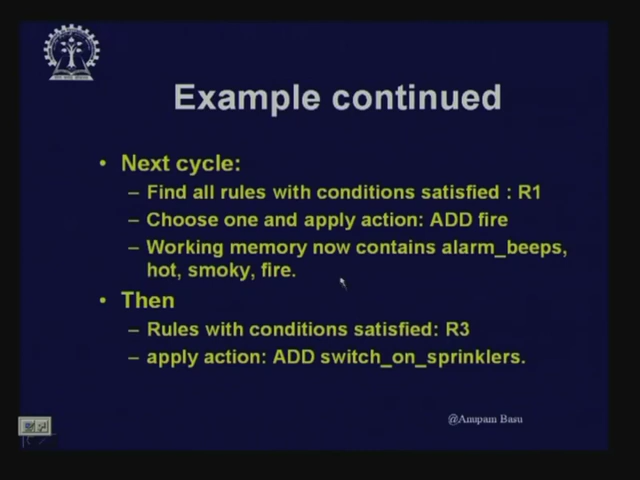 Example continued
• Next cycle:
– Find all rules with conditions satisfied : R1
– Choose one and apply action: ADD fire
– Working memory now contains alarm_beeps,
hot, smoky, fire.
• Then
– Rules with conditions satisfied: R3
– apply action: ADD switch_on_sprinklers.
@Anupam Basu